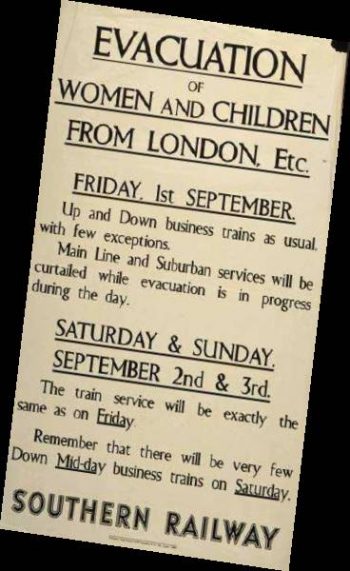 EVACUATION
OF
WOMEN AND CHILDREN
FROM LONDON, Etc.
FRIDAY, 1st SEPTEMBER.
Up and Down business trains as usual,
with few exceptions.
Main Line and Suburban services will be
curtailed while evacuation is in progress
during the day.
SATURDAY & SUNDAY,
SEPTEMBER 2nd & 3rd.
The train service will be exactly the
same as on Friday.
Remember that there will be very few
Down Mid-day business trains on Saturday.
SOUTHERN RAILWAY